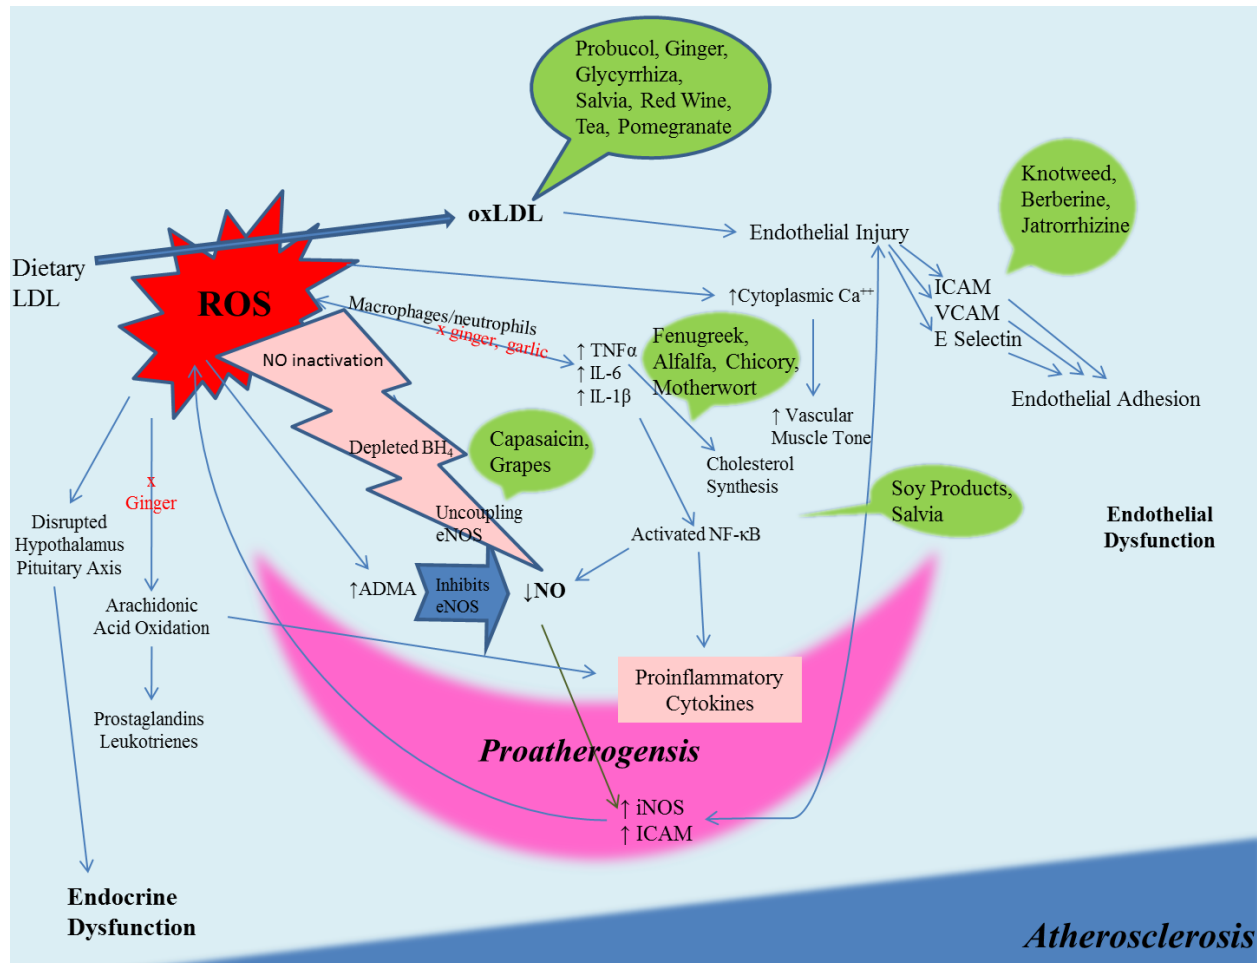 Probucol, Ginger,
Glycyrrhiza,
Salvia, Red Wine,
Tea, Pomegranate
Knotweed,
Berberine,
Jatrorrhizine
oxLDL
Endothelial Injury
Dietary
LDL
ROS
↑Cytoplasmic Ca⁺⁺
ICAM
VCAM
E Selectin
Macrophages/neutrophils
x ginger, garlic
↑ TNFα
↑ IL-6
↑ IL-1β
Fenugreek,
Alfalfa, Chicory,
Motherwort
NO inactivation
Endothelial Adhesion
↑ Vascular
Muscle Tone
Depleted BH₄
Capasaicin,
Grapes
Cholesterol
Synthesis
x
Ginger
Soy Products,
Salvia
Uncoupling
eNOS
Disrupted
Hypothalamus
Pituitary Axis
Activated NF-κB
Endothelial
Dysfunction
↑ADMA
Inhibits
eNOS
↓NO
Arachidonic
Acid Oxidation
Proinflammatory
Cytokines
Prostaglandins
Leukotrienes
Proatherogensis
↑ iNOS
↑ ICAM
Endocrine
Dysfunction
Atherosclerosis